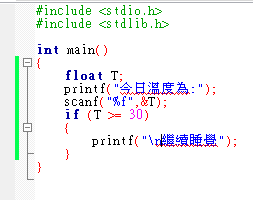 #include <stdio.h>
#include <stdlib.h>
int main()
{
float T;
printf("今日溫度為:");
scanf("%f",&T);
if (T >= 30)
{
printf("\n繼續睡覺");
}
}